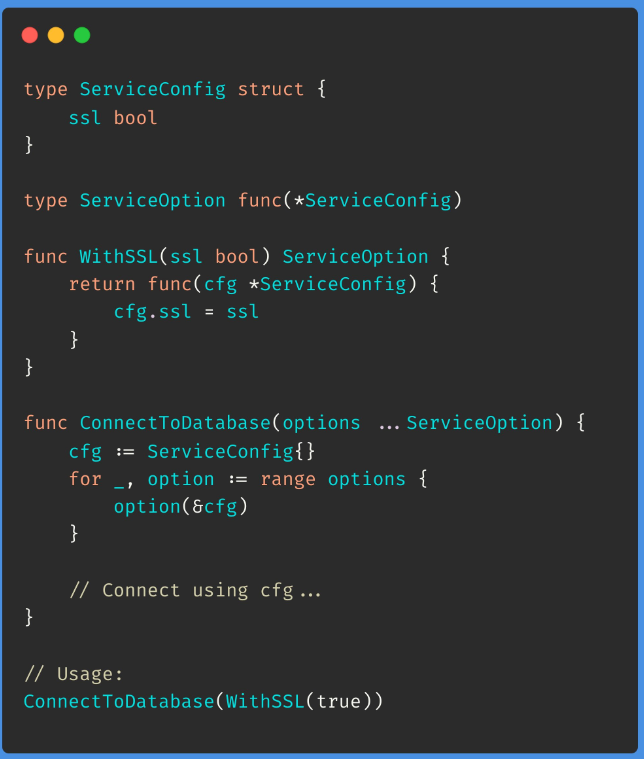 type ServiceConfig struct {
    ssl bool
}

type ServiceOption func(*ServiceConfig)

func WithSSL(ssl bool) ServiceOption {
    return func(cfg *ServiceConfig) {
        cfg.ssl = ssl
    }
}

func ConnectToDatabase(options ...ServiceOption) {
    cfg := ServiceConfig{}
    for _, option := range options {
        option(&cfg)
    }

    // Connect using cfg...
}

// Usage:
ConnectToDatabase(WithSSL(true))